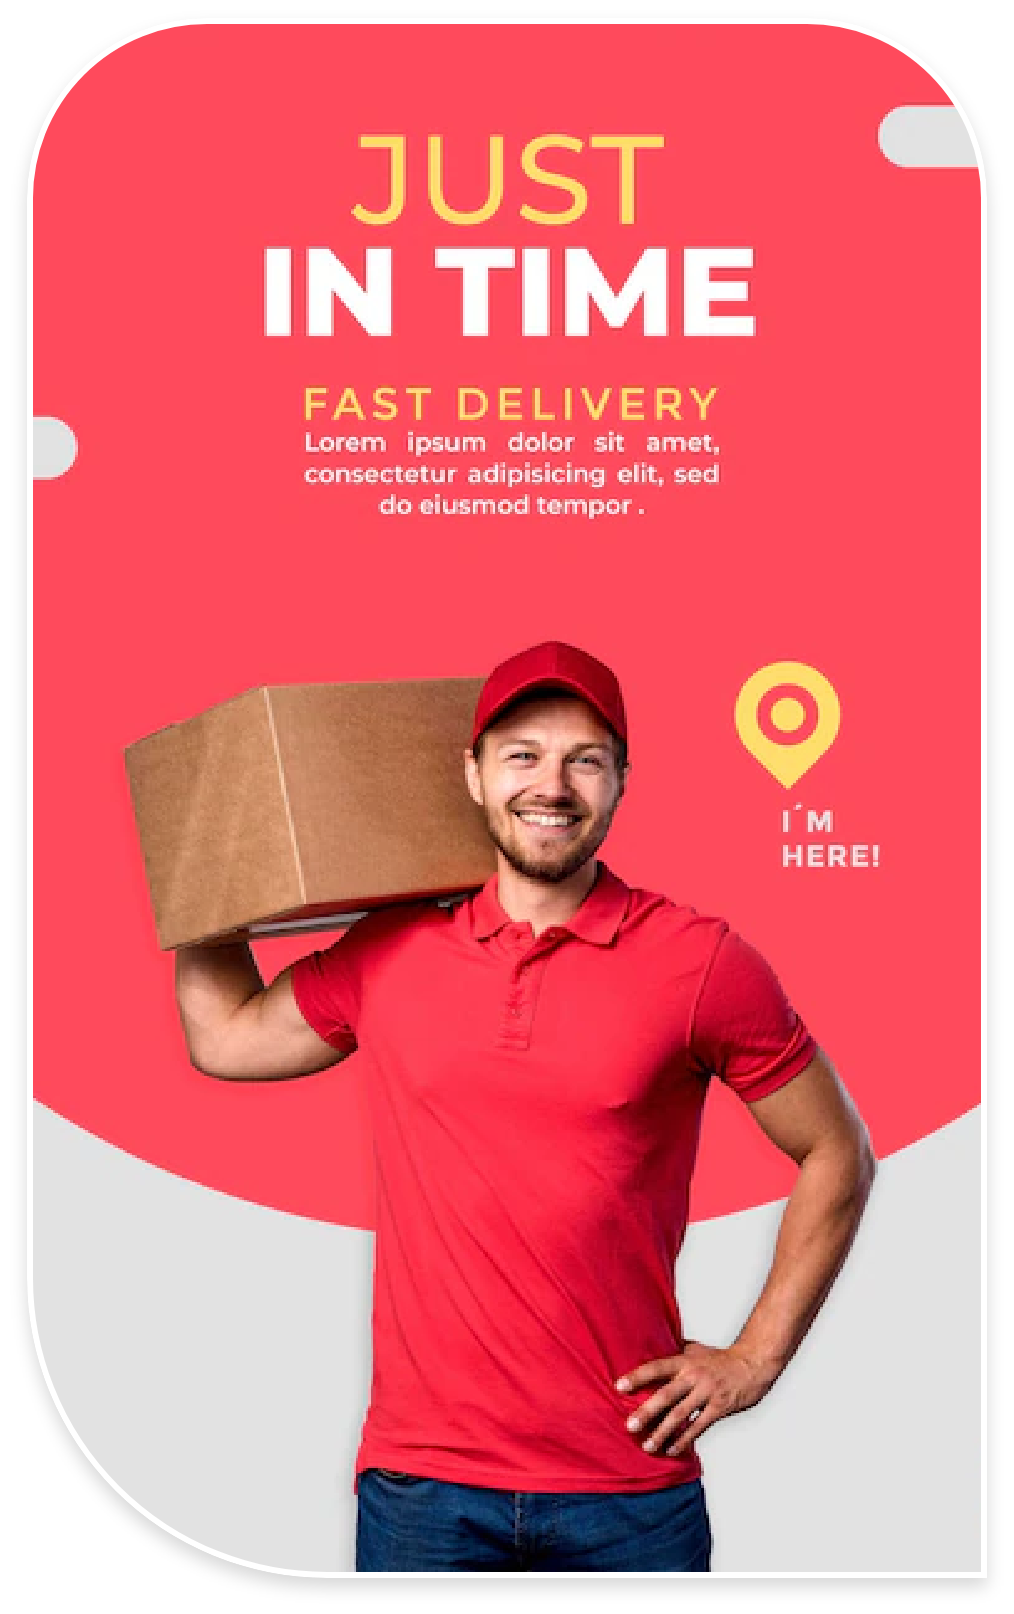 JUST
IN TIME
FAST DELIVERY
Lorem ipsum dolor sit amet,
consectetur adipisicing elit, sed
do eiusmod tempor .
I´M
HERE!